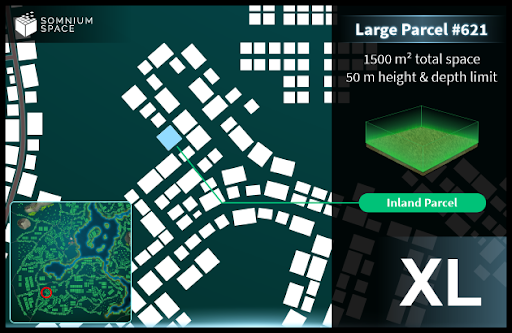 SOMNIUM
SPACE
Large Parcel #621
1500 m² total space
50 m height & depth limit
Inland Parcel
XL